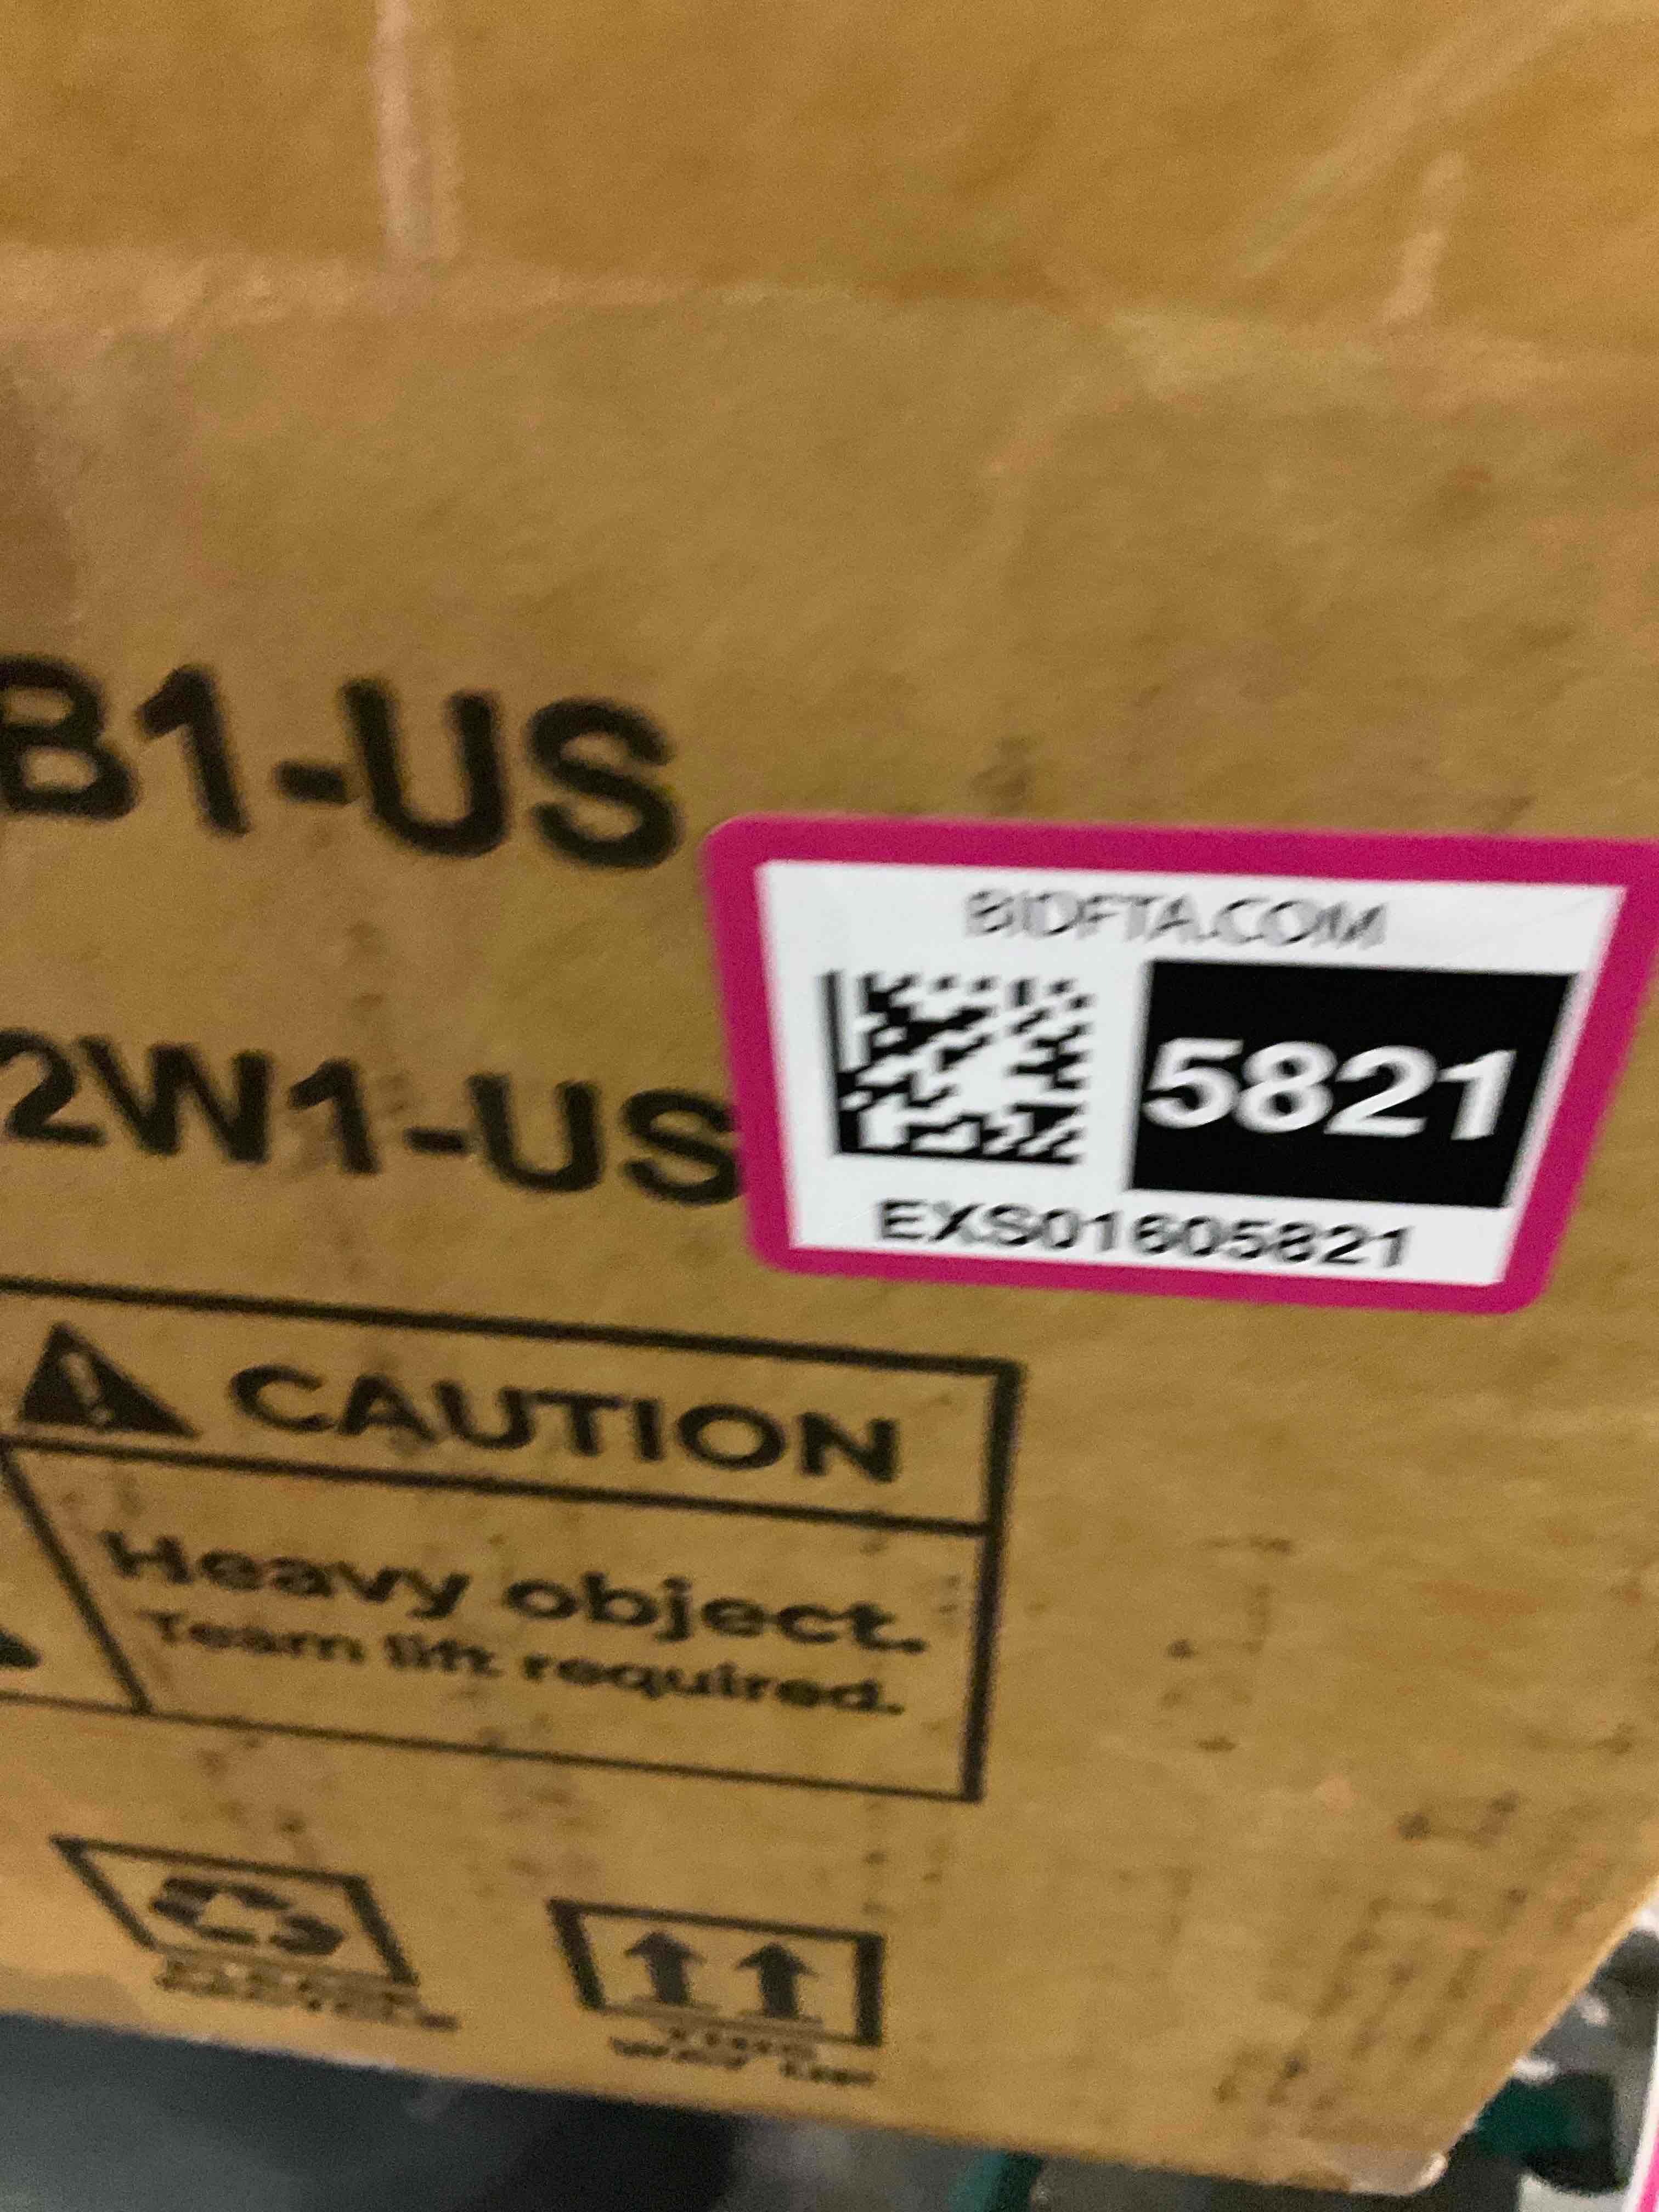 B1-US
2W1-US
BIDFTA.COM
5821
EXS01605821
CAUTION
Heavy object.
Team lift required.